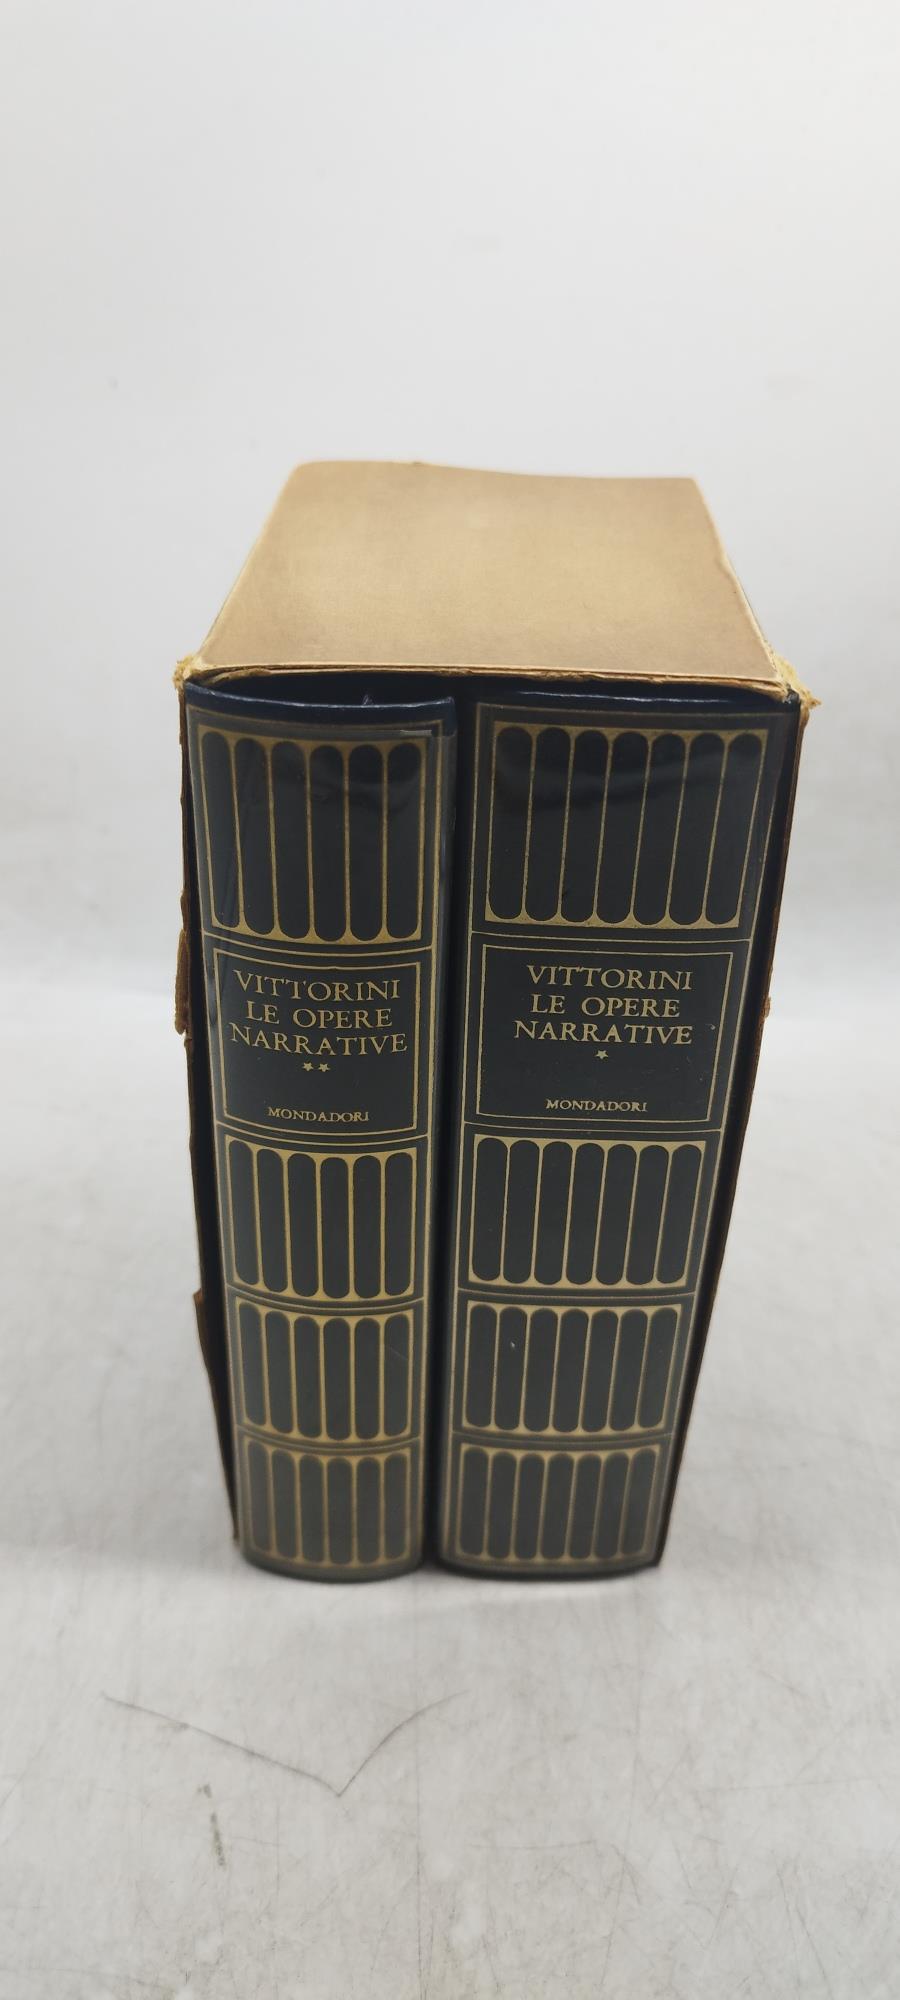 VITTORINI
LE OPERE
NARRATIVE
★★
MONDADORI
VITTORINI
LE OPERE
NARRATIVE
★
MONDADORI